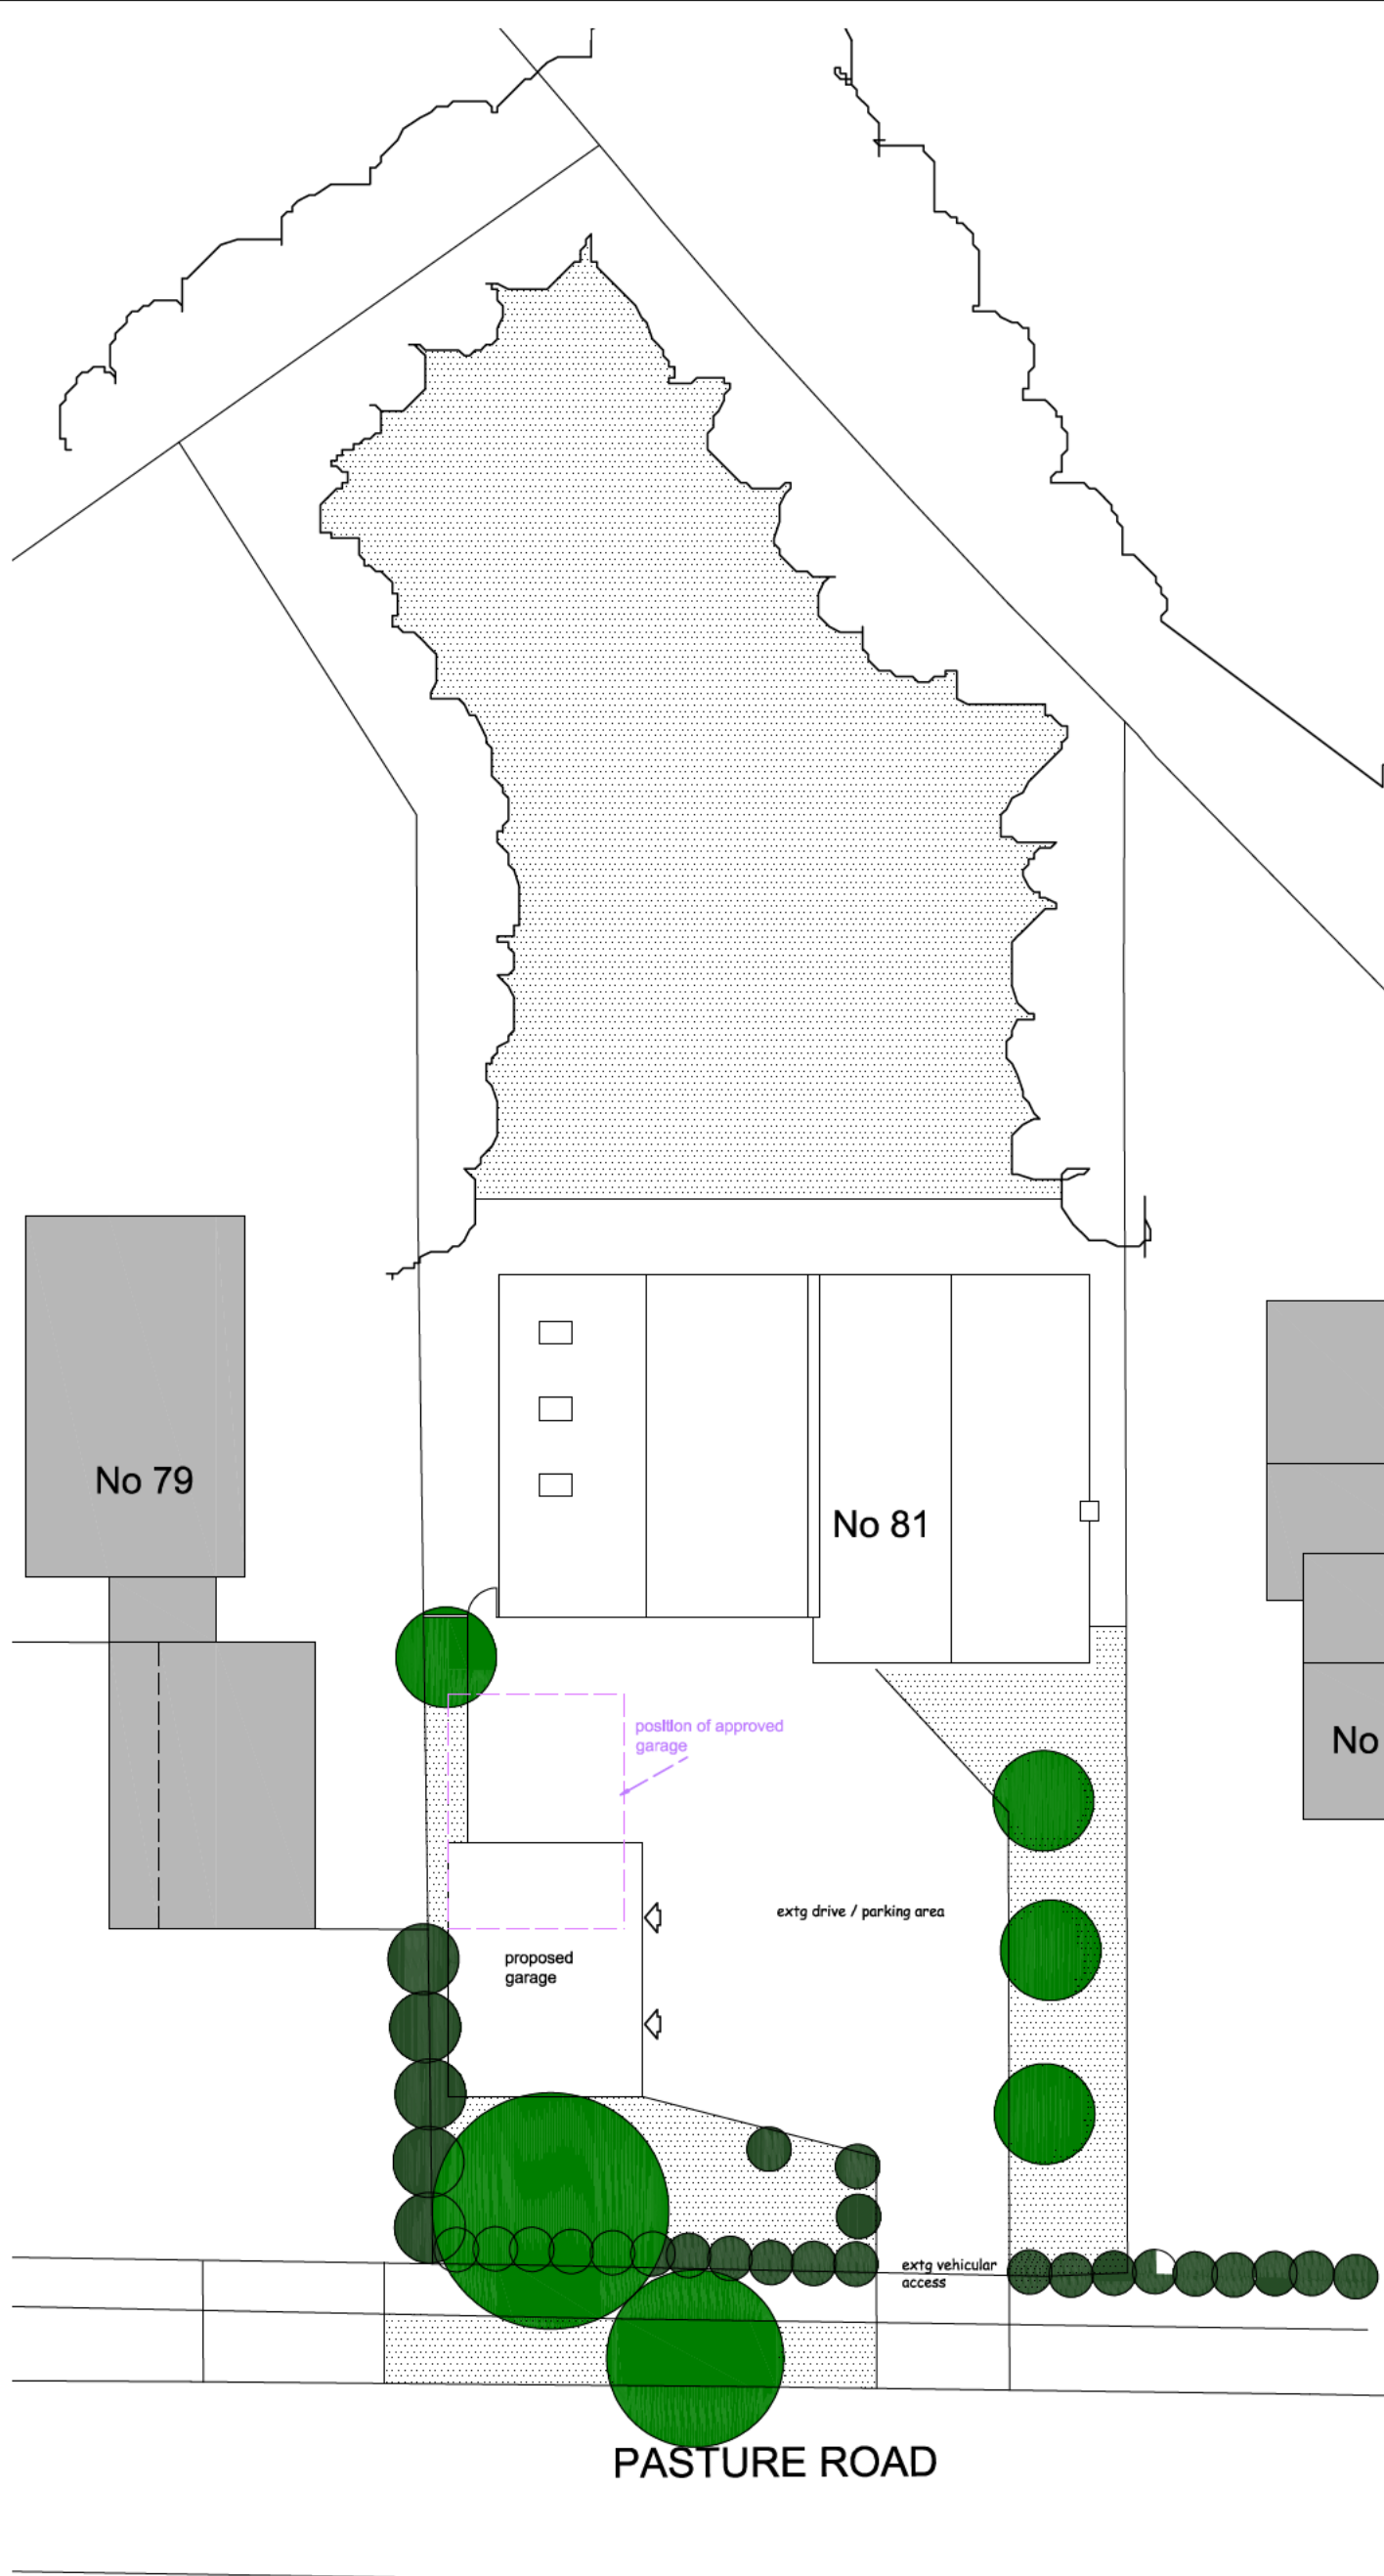 No 79
No 81
position of approved
garage
No
extg drive / parking area
proposed
garage
extg vehicular
access
PASTURE ROAD